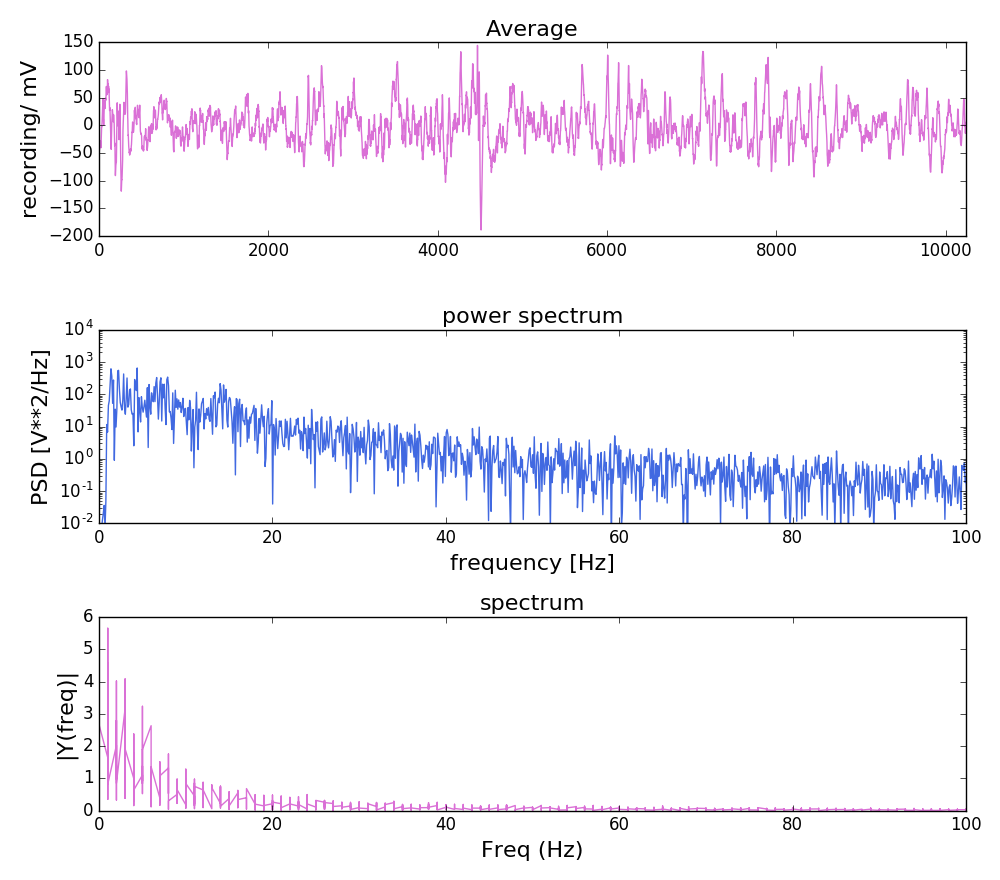 Average
recording/ mV
150
100
50
0
−50
−100
−150
−200
0 2000 4000 6000 8000 10000
power spectrum
PSD [V**2/Hz]
10^4
10^3
10^2
10^1
10^0
10^-1
10^-2
0 20 40 60 80 100
frequency [Hz]
spectrum
|Y(freq)|
6
5
4
3
2
1
0
0 20 40 60 80 100
Freq (Hz)